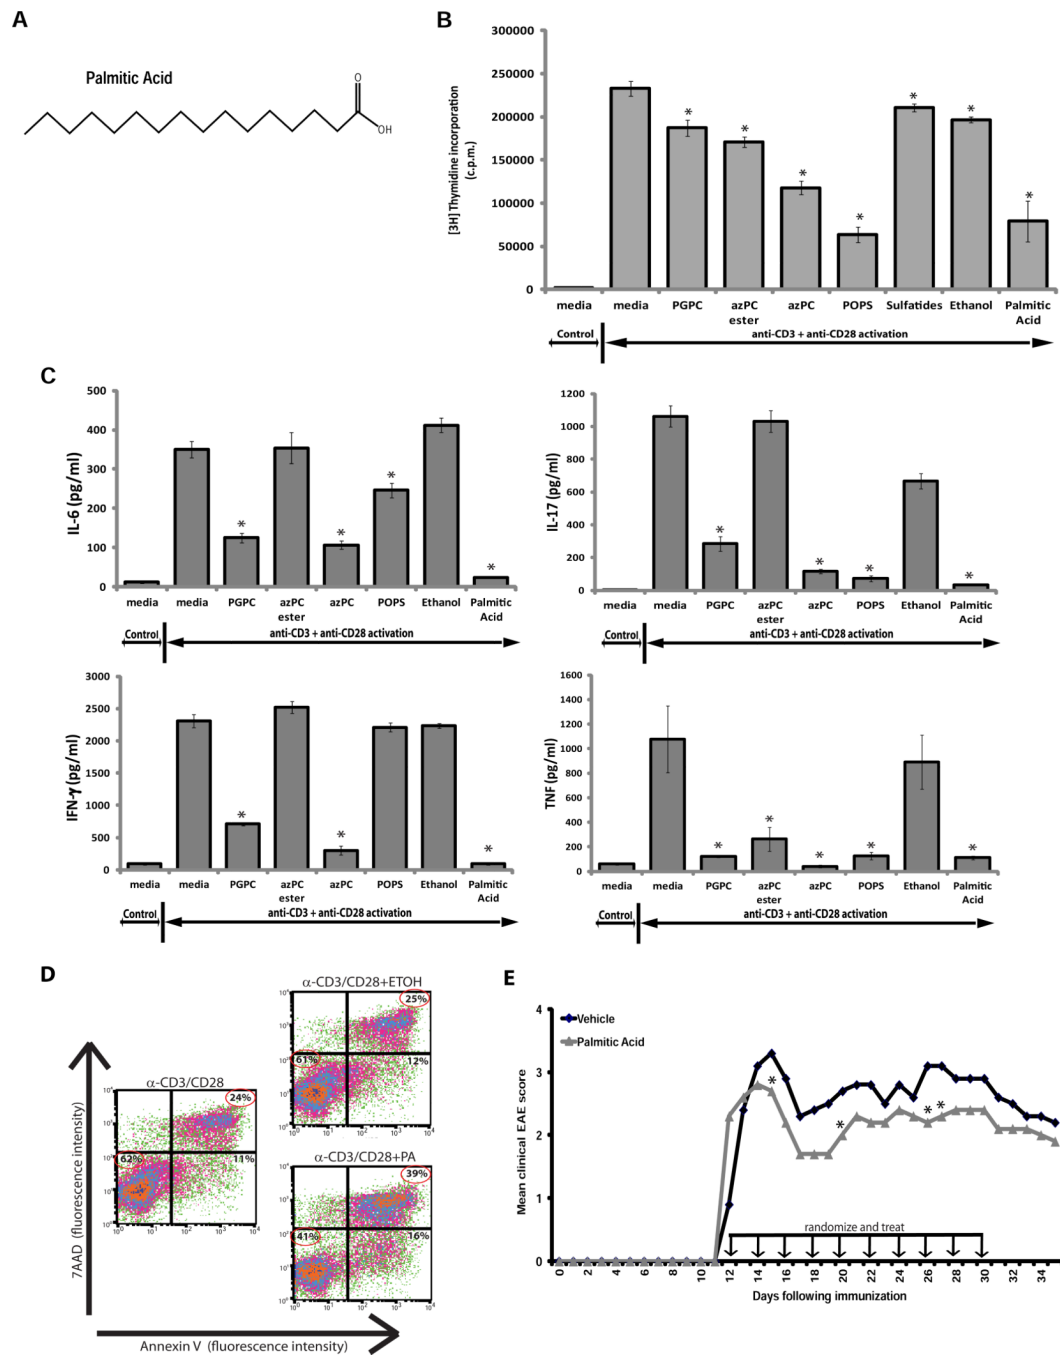 A
Palmitic Acid
O
OH
B
[3H] Thymidine incorporation
(c.p.m.)
300000
250000
200000
150000
100000
50000
0
* * * * * * *
media media PGPC azPC ester azPC POPS Sulfatides Ethanol Palmitic Acid
Control anti-CD3 + anti-CD28 activation
C
IL-6 (pg/ml)
500
400
300
200
100
0
* * * *
media media PGPC azPC ester azPC POPS Ethanol Palmitic Acid
Control anti-CD3 + anti-CD28 activation
IL-17 (pg/ml)
1200
1000
800
600
400
200
0
* * * *
media media PGPC azPC ester azPC POPS Ethanol Palmitic Acid
Control anti-CD3 + anti-CD28 activation
IFN-γ (pg/ml)
3000
2500
2000
1500
1000
500
0
* * *
media media PGPC azPC ester azPC POPS Ethanol Palmitic Acid
Control anti-CD3 + anti-CD28 activation
TNF (pg/ml)
1600
1400
1200
1000
800
600
400
200
0
* * * * *
media media PGPC azPC ester azPC POPS Ethanol Palmitic Acid
Control anti-CD3 + anti-CD28 activation
D
7AAD (fluorescence intensity)
α-CD3/CD28
24%
62%
11%
α-CD3/CD28+ETOH
25%
61%
12%
α-CD3/CD28+PA
39%
41%
16%
Annexin V (fluorescence intensity)
E
Mean clinical EAE score
4
3
2
1
0
Vehicle
Palmitic Acid
* * * *
randomize and treat
0 2 4 6 8 10 12 14 16 18 20 22 24 26 28 30 32 34
Days following immunization